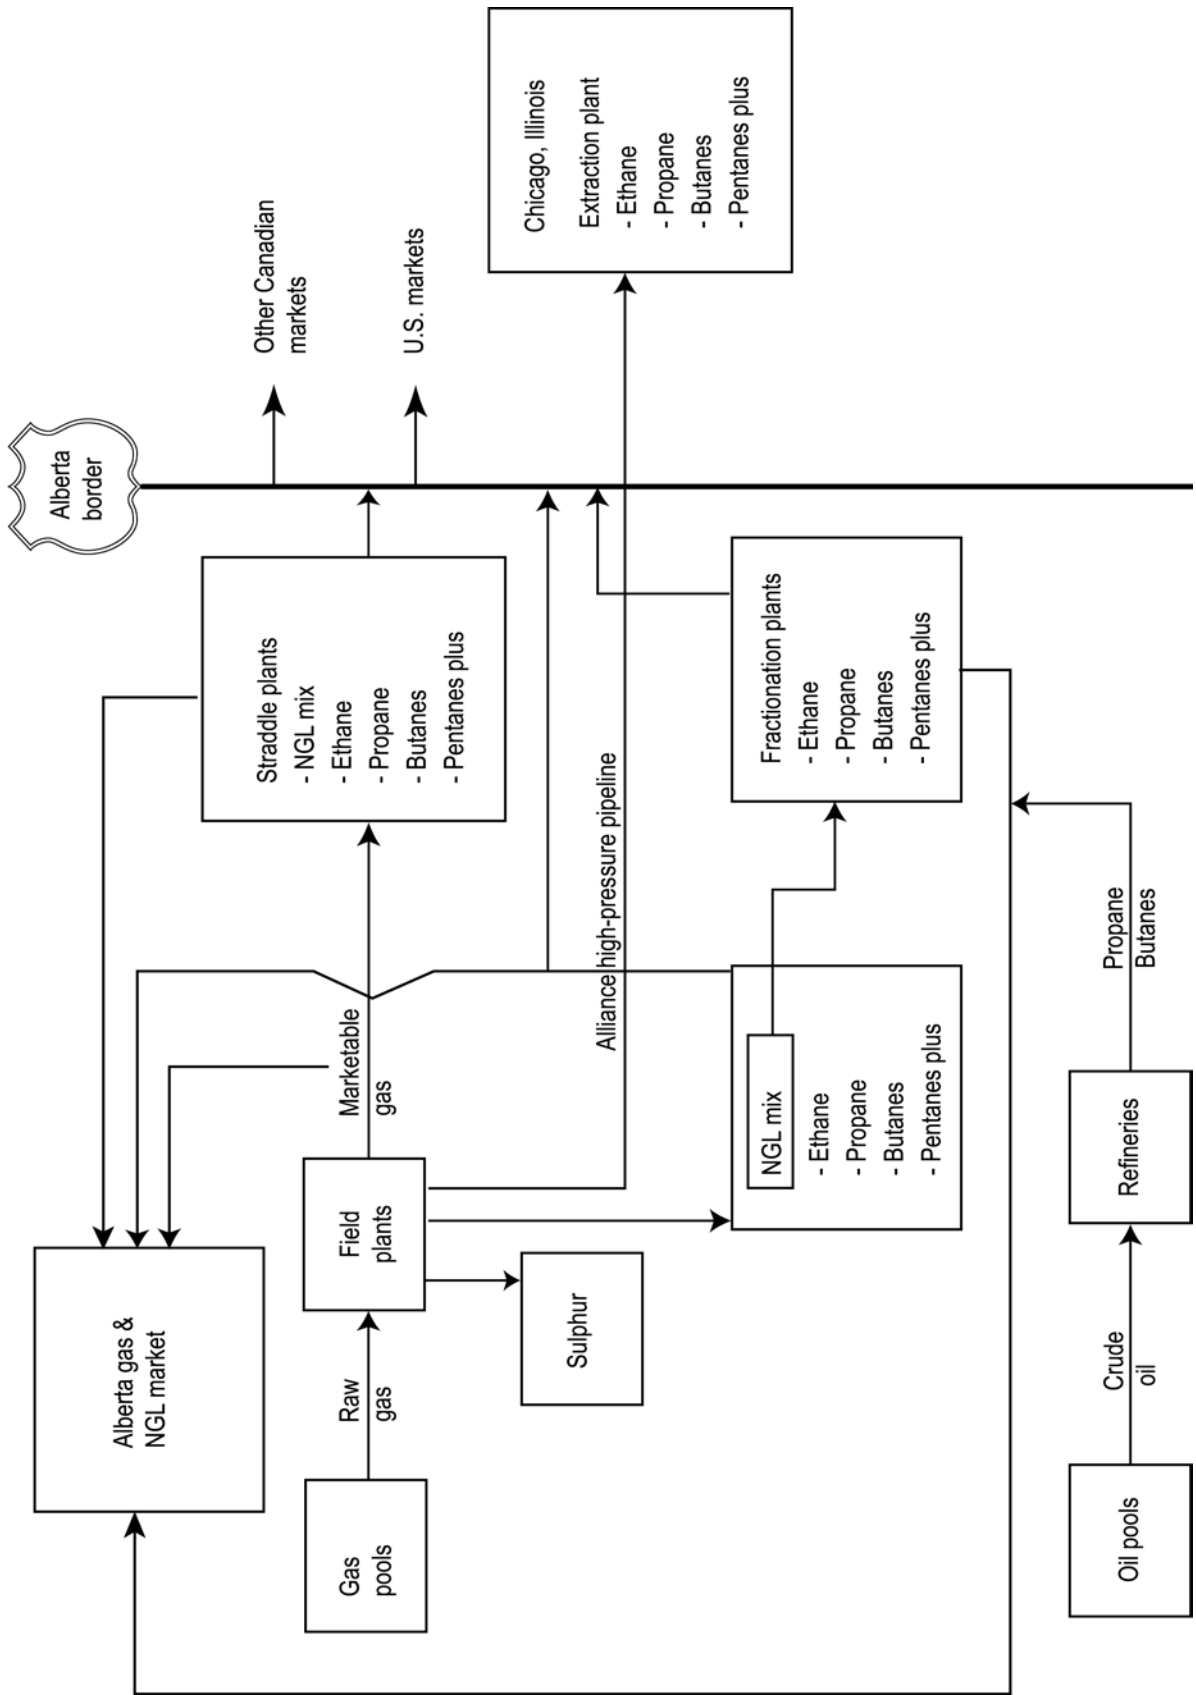 Alberta
border
Alberta gas &
NGL market
Straddle plants
- NGL mix
- Ethane
- Propane
- Butanes
- Pentanes plus
Other Canadian
markets
Gas
pools
Raw
gas
Field
plants
Marketable
gas
U.S. markets
Sulphur
Alliance high-pressure pipeline
Chicago, Illinois
Extraction plant
- Ethane
- Propane
- Butanes
- Pentanes plus
NGL mix
- Ethane
- Propane
- Butanes
- Pentanes plus
Fractionation plants
- Ethane
- Propane
- Butanes
- Pentanes plus
Oil pools
Crude
oil
Refineries
Propane
Butanes